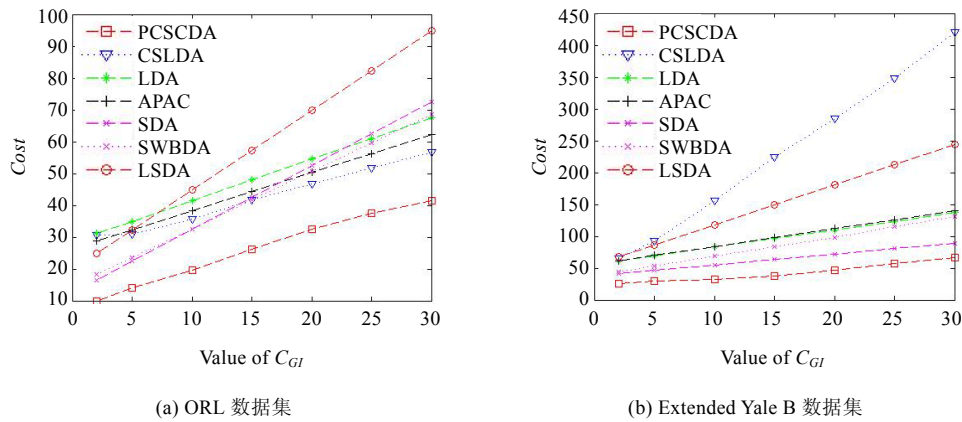 100
90
80
70
60
50
40
30
20
10
Cost
PCSCDA
CSLDA
LDA
APAC
SDA
SWBDA
LSDA
0 5 10 15 20 25 30
Value of C_GI
(a) ORL 数据集
450
400
350
300
250
200
150
100
50
0
Cost
PCSCDA
CSLDA
LDA
APAC
SDA
SWBDA
LSDA
0 5 10 15 20 25 30
Value of C_GI
(b) Extended Yale B 数据集